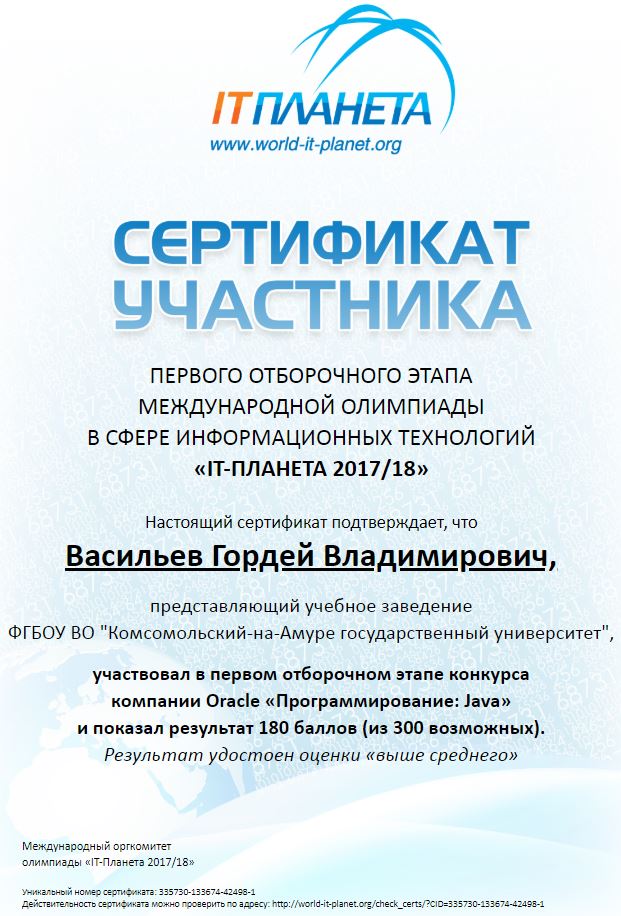 ITПЛАНЕТА
www.world-it-planet.org
СЕРТИФИКАТ
УЧАСТНИКА
ПЕРВОГО ОТБОРОЧНОГО ЭТАПА
МЕЖДУНАРОДНОЙ ОЛИМПИАДЫ
В СФЕРЕ ИНФОРМАЦИОННЫХ ТЕХНОЛОГИЙ
«IT-ПЛАНЕТА 2017/18»
Настоящий сертификат подтверждает, что
Васильев Гордей Владимирович,
представляющий учебное заведение
ФГБОУ ВО "Комсомольский-на-Амуре государственный университет",
участвовал в первом отборочном этапе конкурса
компании Oracle «Программирование: Java»
и показал результат 180 баллов (из 300 возможных).
Результат удостоен оценки «выше среднего»
Международный оргкомитет
олимпиады «IT-Планета 2017/18»
Уникальный номер сертификата: 335730-133674-42498-1
Действительность сертификата можно проверить по адресу: http://world-it-planet.org/check_certs/?CID=335730-133674-42498-1